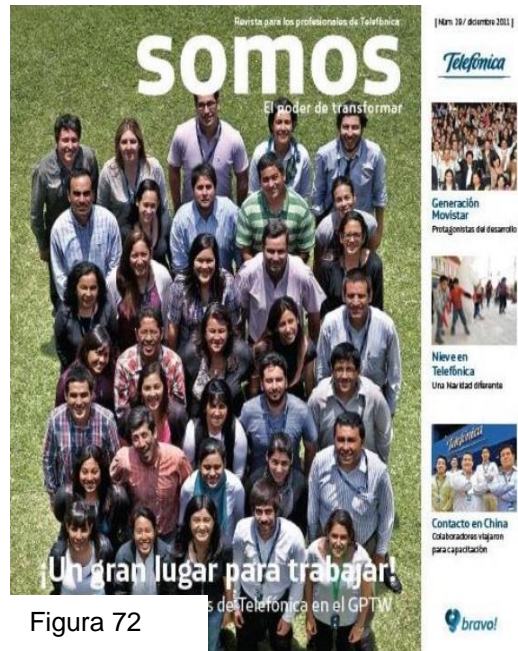 Revista para los profesionales de Telefónica
somos
El poder de transformar
[ Núm. 19 / diciembre 2011 ]
Telefónica
Generación
Movistar
Protagonistas del desarrollo
Nieve en
Telefónica
Una Navidad diferente
Telefónica
Contacto en China
Colaboradores viajaron
para capacitación
¡Un gran lugar para trabajar!
s de Telefónica en el GPTW
bravo!
Figura 72